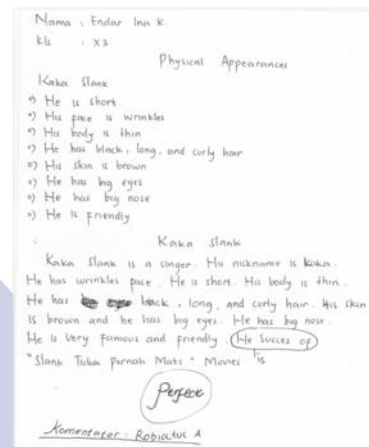 Nama : Endar Ina K.
kls : X3
Physical Appearances
Kaka Slank
°) He is short
°) His face is wrinkles
°) His body is thin
°) He has black, long, and curly hair
°) His skin is brown
°) He has big eyes
°) He has big nose
°) He is friendly
Kaka Slank
Kaka Slank is a singer. His nickname is Kaka.
He has wrinkles face. He is short. His body is thin.
He has black, long, and curly hair. His skin
is brown and he has big eyes. He has big nose.
He is very famous and friendly. He Succes of
is
"Slank Tidak Pernah Mati" Movies
Perfect
Komentator : Robiatul A